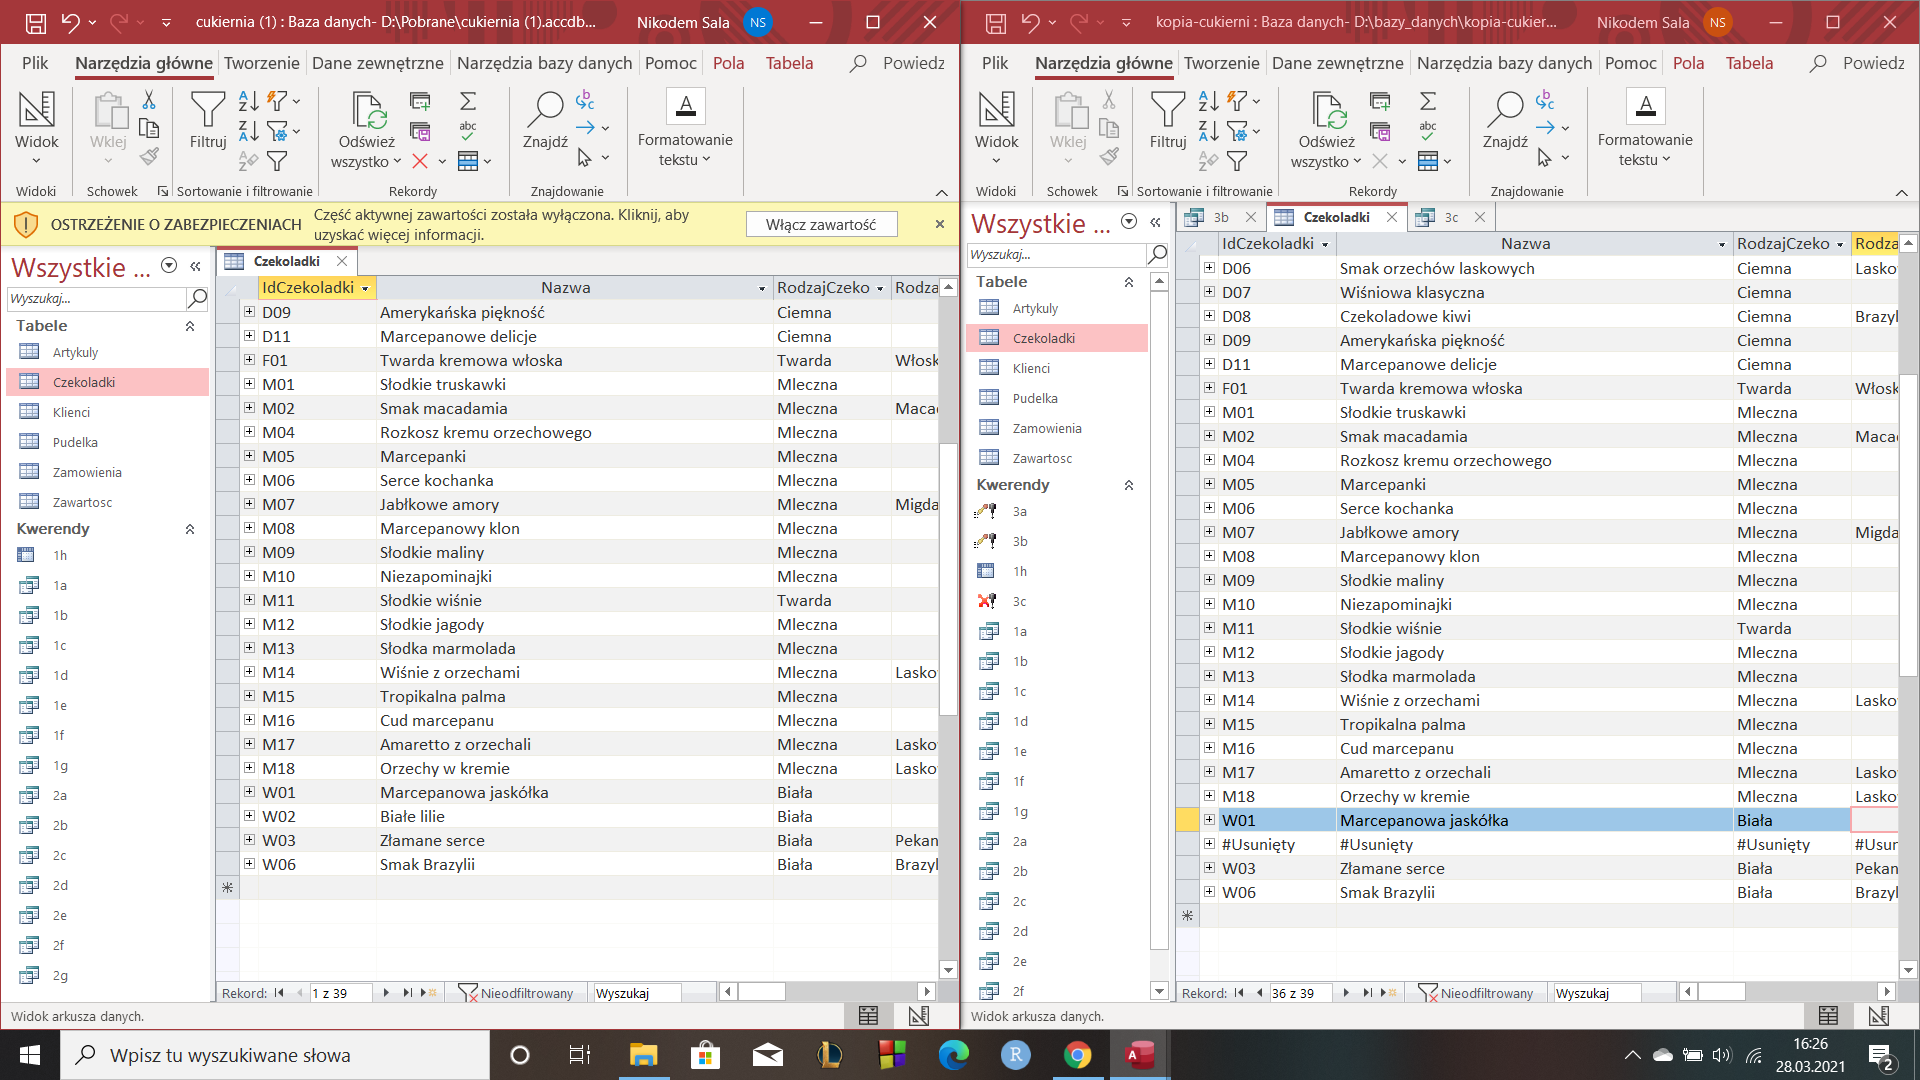 cukiernia (1) : Baza danych- D:\Pobrane\cukiernia (1).accdb...
Nikodem Sala
NS
Plik
Narzędzia główne
Tworzenie
Dane zewnętrzne
Narzędzia bazy danych
Pomoc
Pola
Tabela
Powiedz
Widok
Wklej
Filtruj
Odśwież
wszystko
Znajdź
Formatowanie
tekstu
Widoki
Schowek
Sortowanie i filtrowanie
Rekordy
Znajdowanie
OSTRZEŻENIE O ZABEZPIECZENIACH
Część aktywnej zawartości została wyłączona. Kliknij, aby
uzyskać więcej informacji.
Włącz zawartość
Wszystkie ...
Wyszukaj...
Tabele
Artykuly
Czekoladki
Klienci
Pudelka
Zamowienia
Zawartosc
Kwerendy
1h
1a
1b
1c
1d
1e
1f
1g
2a
2b
2c
2d
2e
2f
2g
Czekoladki
IdCzekoladki Nazwa RodzajCzeko Rodza
D09 Amerykańska piękność Ciemna
D11 Marcepanowe delicje Ciemna
F01 Twarda kremowa włoska Twarda Włosk
M01 Słodkie truskawki Mleczna
M02 Smak macadamia Mleczna Macad
M04 Rozkosz kremu orzechowego Mleczna
M05 Marcepanki Mleczna
M06 Serce kochanka Mleczna
M07 Jabłkowe amory Mleczna Migda
M08 Marcepanowy klon Mleczna
M09 Słodkie maliny Mleczna
M10 Niezapominajki Mleczna
M11 Słodkie wiśnie Twarda
M12 Słodkie jagody Mleczna
M13 Słodka marmolada Mleczna
M14 Wiśnie z orzechami Mleczna Lasko
M15 Tropikalna palma Mleczna
M16 Cud marcepanu Mleczna
M17 Amaretto z orzechali Mleczna Lasko
M18 Orzechy w kremie Mleczna Lasko
W01 Marcepanowa jaskółka Biała
W02 Białe lilie Biała
W03 Złamane serce Biała Pekan
W06 Smak Brazylii Biała Brazyl
Rekord: 1 z 39 Nieodfiltrowany Wyszukaj
Widok arkusza danych.
kopia-cukierni : Baza danych- D:\bazy_danych\kopia-cukier...
Nikodem Sala
NS
Plik
Narzędzia główne
Tworzenie
Dane zewnętrzne
Narzędzia bazy danych
Pomoc
Pola
Tabela
Powiedz
Widok
Wklej
Filtruj
Odśwież
wszystko
Znajdź
Formatowanie
tekstu
Widoki
Schowek
Sortowanie i filtrowanie
Rekordy
Znajdowanie
Wszystkie ...
Wyszukaj...
Tabele
Artykuly
Czekoladki
Klienci
Pudelka
Zamowienia
Zawartosc
Kwerendy
3a
3b
1h
3c
1a
1b
1c
1d
1e
1f
1g
2a
2b
2c
2d
2e
2f
3b
Czekoladki
3c
IdCzekoladki Nazwa RodzajCzeko Rodza
D06 Smak orzechów laskowych Ciemna Lasko
D07 Wiśniowa klasyczna Ciemna
D08 Czekoladowe kiwi Ciemna Brazyl
D09 Amerykańska piękność Ciemna
D11 Marcepanowe delicje Ciemna
F01 Twarda kremowa włoska Twarda Włosk
M01 Słodkie truskawki Mleczna
M02 Smak macadamia Mleczna Macad
M04 Rozkosz kremu orzechowego Mleczna
M05 Marcepanki Mleczna
M06 Serce kochanka Mleczna
M07 Jabłkowe amory Mleczna Migda
M08 Marcepanowy klon Mleczna
M09 Słodkie maliny Mleczna
M10 Niezapominajki Mleczna
M11 Słodkie wiśnie Twarda
M12 Słodkie jagody Mleczna
M13 Słodka marmolada Mleczna
M14 Wiśnie z orzechami Mleczna Lasko
M15 Tropikalna palma Mleczna
M16 Cud marcepanu Mleczna
M17 Amaretto z orzechali Mleczna Lasko
M18 Orzechy w kremie Mleczna Lasko
W01 Marcepanowa jaskółka Biała
#Usunięty #Usunięty #Usunięty #Usun
W03 Złamane serce Biała Pekan
W06 Smak Brazylii Biała Brazyl
Rekord: 36 z 39 Nieodfiltrowany Wyszukaj
Widok arkusza danych.
Wpisz tu wyszukiwane słowa
16:26
28.03.2021
2